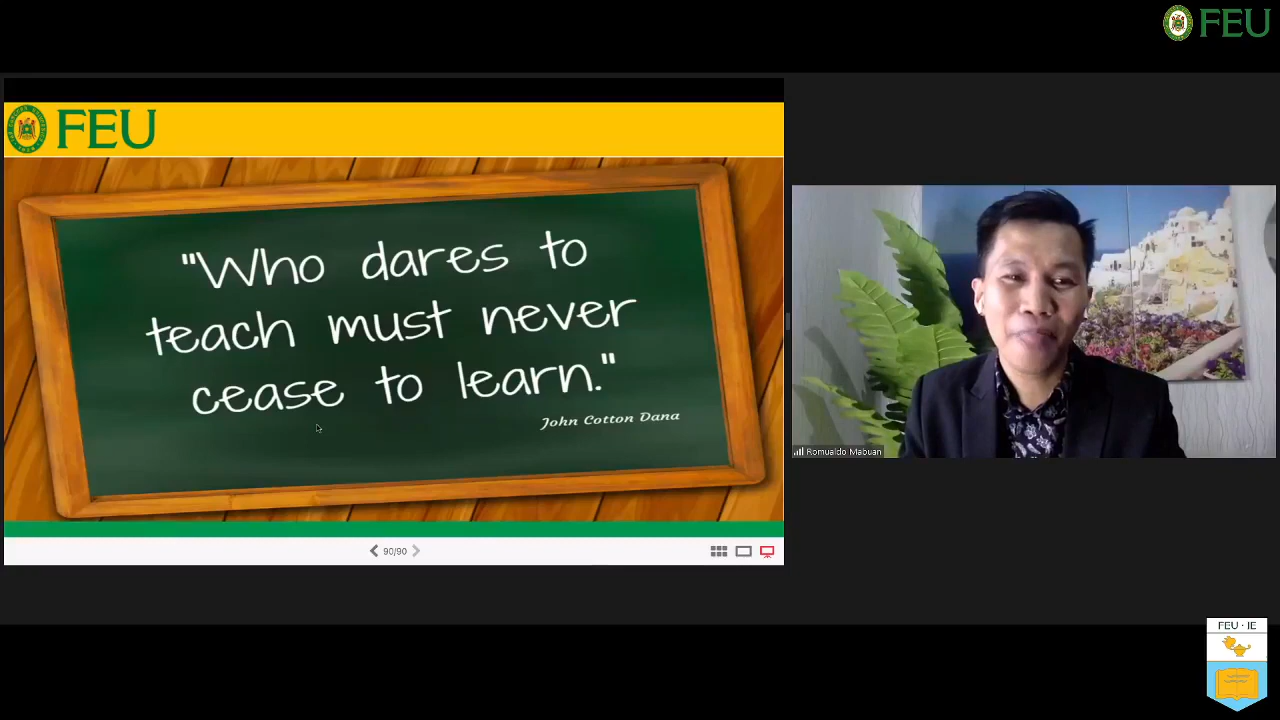 FEU
FEU
"Who dares to
teach must never
cease to learn."
John Cotton Dana
Romualdo Mabuan
90/90
FEU · IE